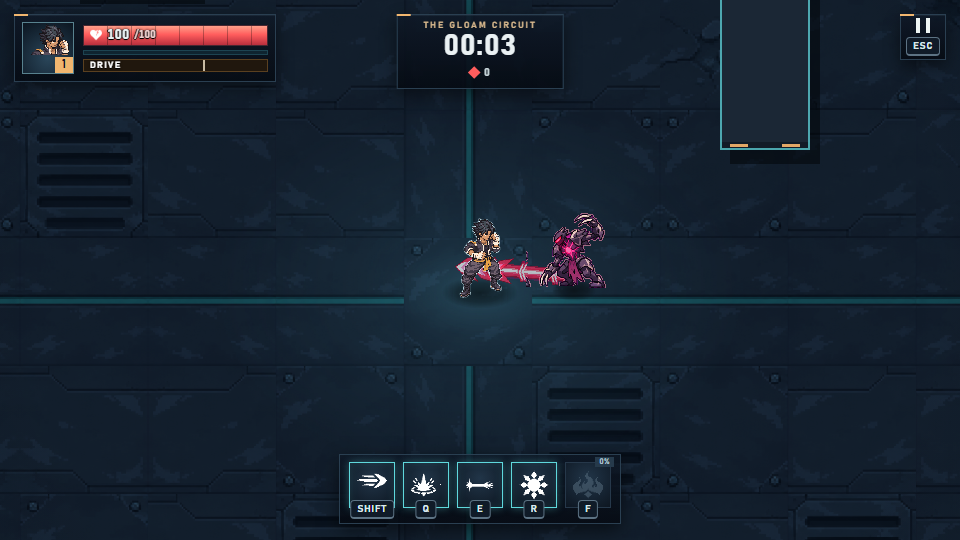 100 /100
1
DRIVE
THE GLOAM CIRCUIT
00:03
0
ESC
0%
SHIFT
Q
E
R
F